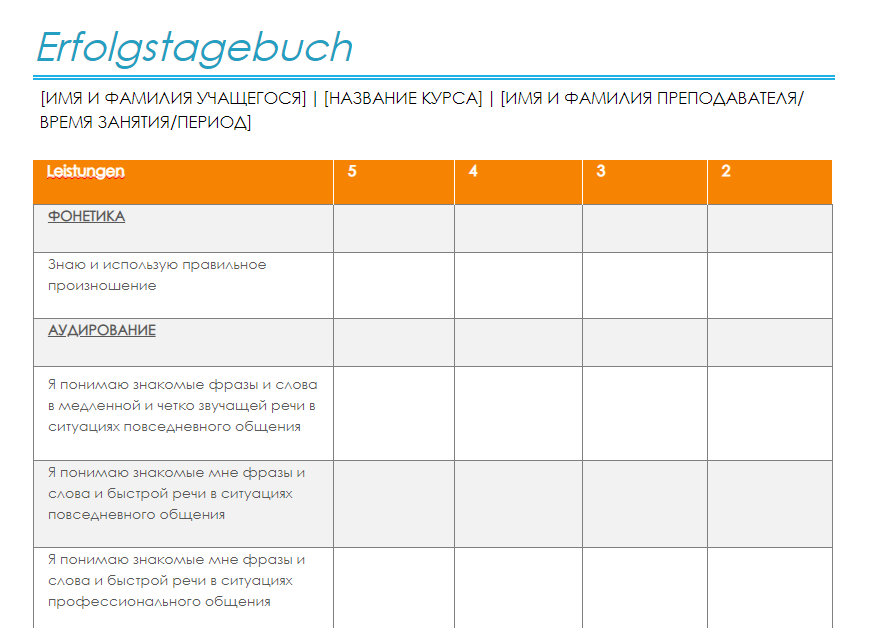 Erfolgstagebuch
[ИМЯ И ФАМИЛИЯ УЧАЩЕГОСЯ] | [НАЗВАНИЕ КУРСА] | [ИМЯ И ФАМИЛИЯ ПРЕПОДАВАТЕЛЯ/
ВРЕМЯ ЗАНЯТИЯ/ПЕРИОД]
Leistungen 5 4 3 2
ФОНЕТИКА
Знаю и использую правильное
произношение
АУДИРОВАНИЕ
Я понимаю знакомые фразы и слова
в медленной и четко звучащей речи в
ситуациях повседневного общения
Я понимаю знакомые мне фразы и
слова и быстрой речи в ситуациях
повседневного общения
Я понимаю знакомые мне фразы и
слова и быстрой речи в ситуациях
профессионального общения